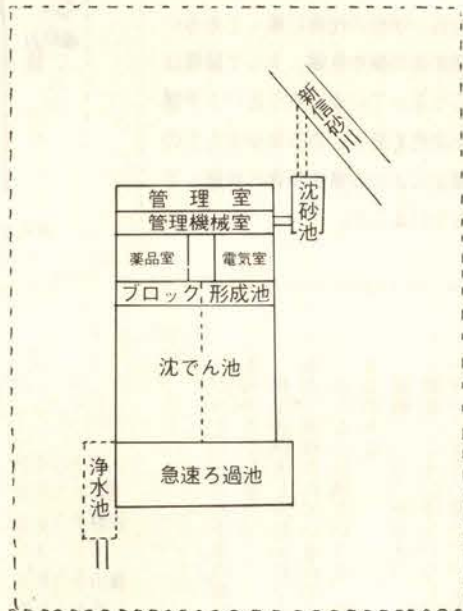 新信砂川
沈砂池
管理室
管理機械室
薬品室
電気室
ブロック形成池
沈でん池
浄水池
急速ろ過池